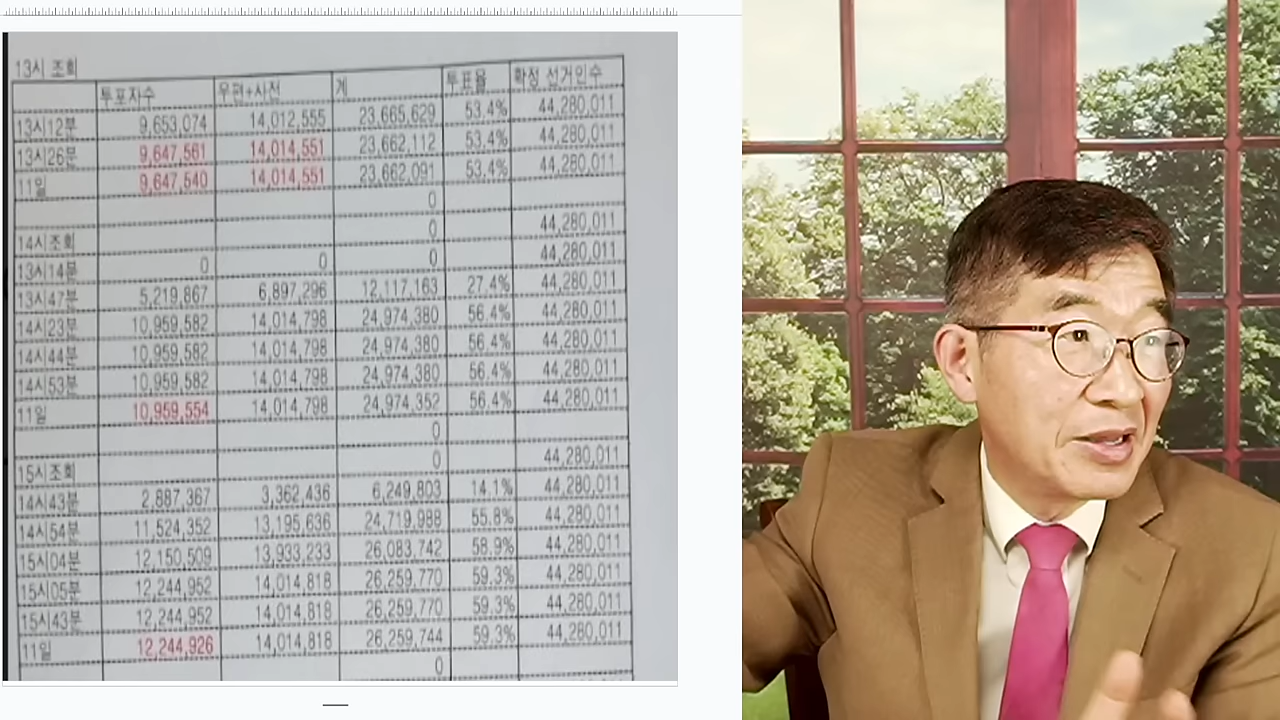 13시 조회
투표자수 우편+사전 계 투표율 확정 선거인수
13시12분 9,653,074 14,012,555 23,665,629 53.4% 44,280,011
13시26분 9,647,561 14,014,551 23,662,112 53.4% 44,280,011
11일 9,647,540 14,014,551 23,662,091 53.4% 44,280,011
0
14시조회 0 44,280,011
13시14분 0 0 0 44,280,011
13시47분 5,219,867 6,897,296 12,117,163 27.4% 44,280,011
14시23분 10,959,582 14,014,798 24,974,380 56.4% 44,280,011
14시44분 10,959,582 14,014,798 24,974,380 56.4% 44,280,011
14시53분 10,959,582 14,014,798 24,974,380 56.4% 44,280,011
11일 10,959,554 14,014,798 24,974,352 56.4% 44,280,011
0
15시조회 0 44,280,011
14시43분 2,887,367 3,362,436 6,249,803 14.1% 44,280,011
14시54분 11,524,352 13,195,636 24,719,988 55.8% 44,280,011
15시04분 12,150,509 13,933,233 26,083,742 58.9% 44,280,011
15시05분 12,244,952 14,014,818 26,259,770 59.3% 44,280,011
15시43분 12,244,952 14,014,818 26,259,770 59.3% 44,280,011
11일 12,244,926 14,014,818 26,259,744 59.3% 44,280,011
0